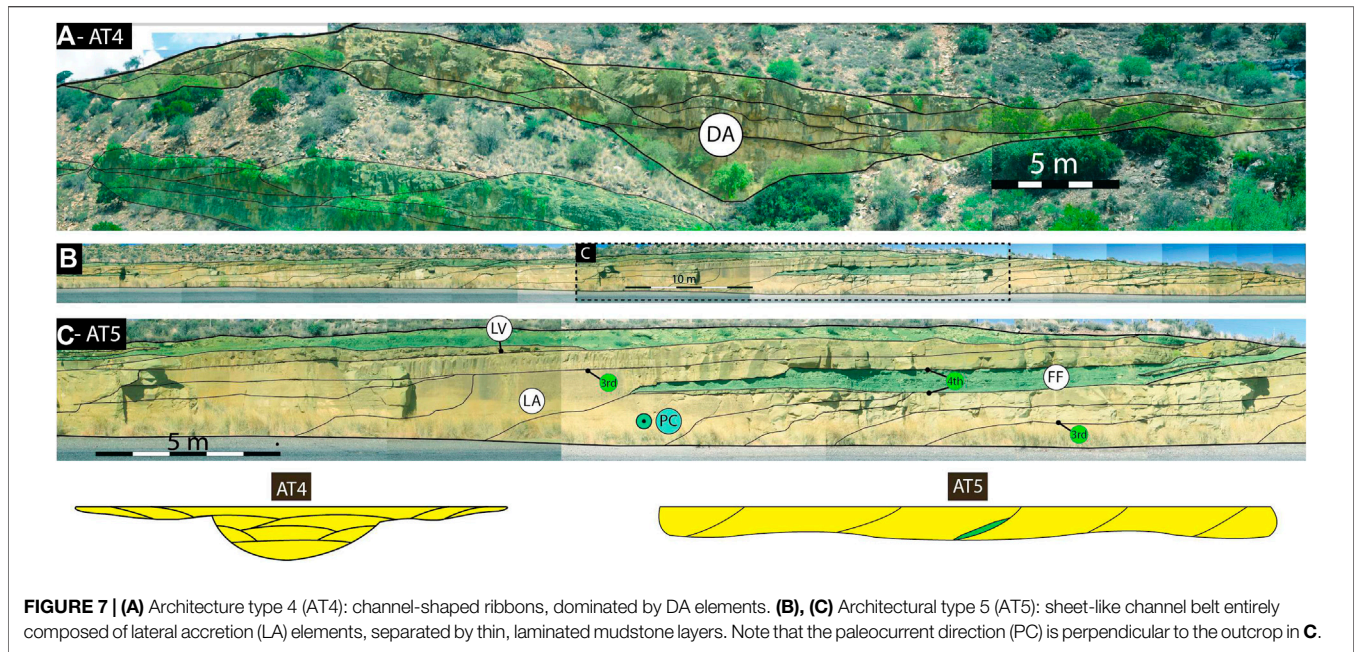 A - AT4
DA
5 m
B
C
10 m
C- AT5
LV
3rd
4th
FF
LA
PC
3rd
5 m
AT4
AT5
FIGURE 7 | (A) Architecture type 4 (AT4): channel-shaped ribbons, dominated by DA elements. (B), (C) Architectural type 5 (AT5): sheet-like channel belt entirely
composed of lateral accretion (LA) elements, separated by thin, laminated mudstone layers. Note that the paleocurrent direction (PC) is perpendicular to the outcrop in C.